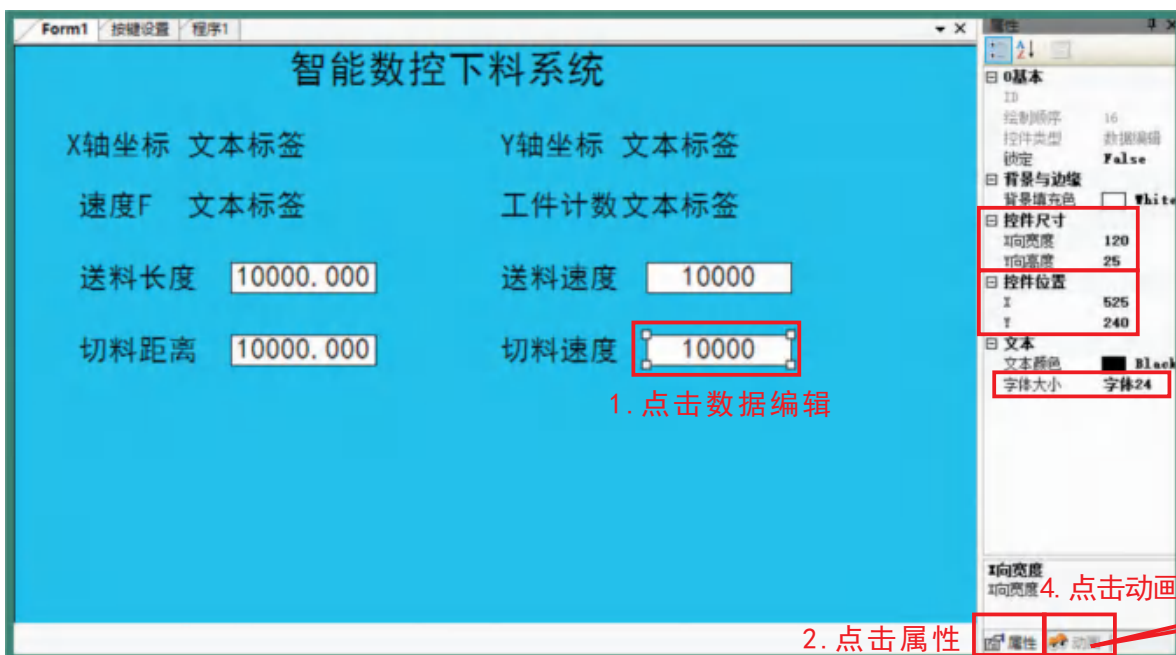 Form1 按键设置 程序1
属性
智能数控下料系统
X轴坐标 文本标签 Y轴坐标 文本标签
速度F 文本标签 工件计数 文本标签
送料长度 10000.000 送料速度 10000
切料距离 10000.000 切料速度 10000
1.点击数据编辑
0基本
ID
绘制顺序 16
控件类型 数据编辑
锁定 False
背景与边缘
背景填充色 White
控件尺寸
X向宽度 120
Y向高度 25
控件位置
X 525
Y 240
文本
文本颜色 Black
字体大小 字体24
X向宽度
X向宽度
4.点击动画
2.点击属性
属性 动画